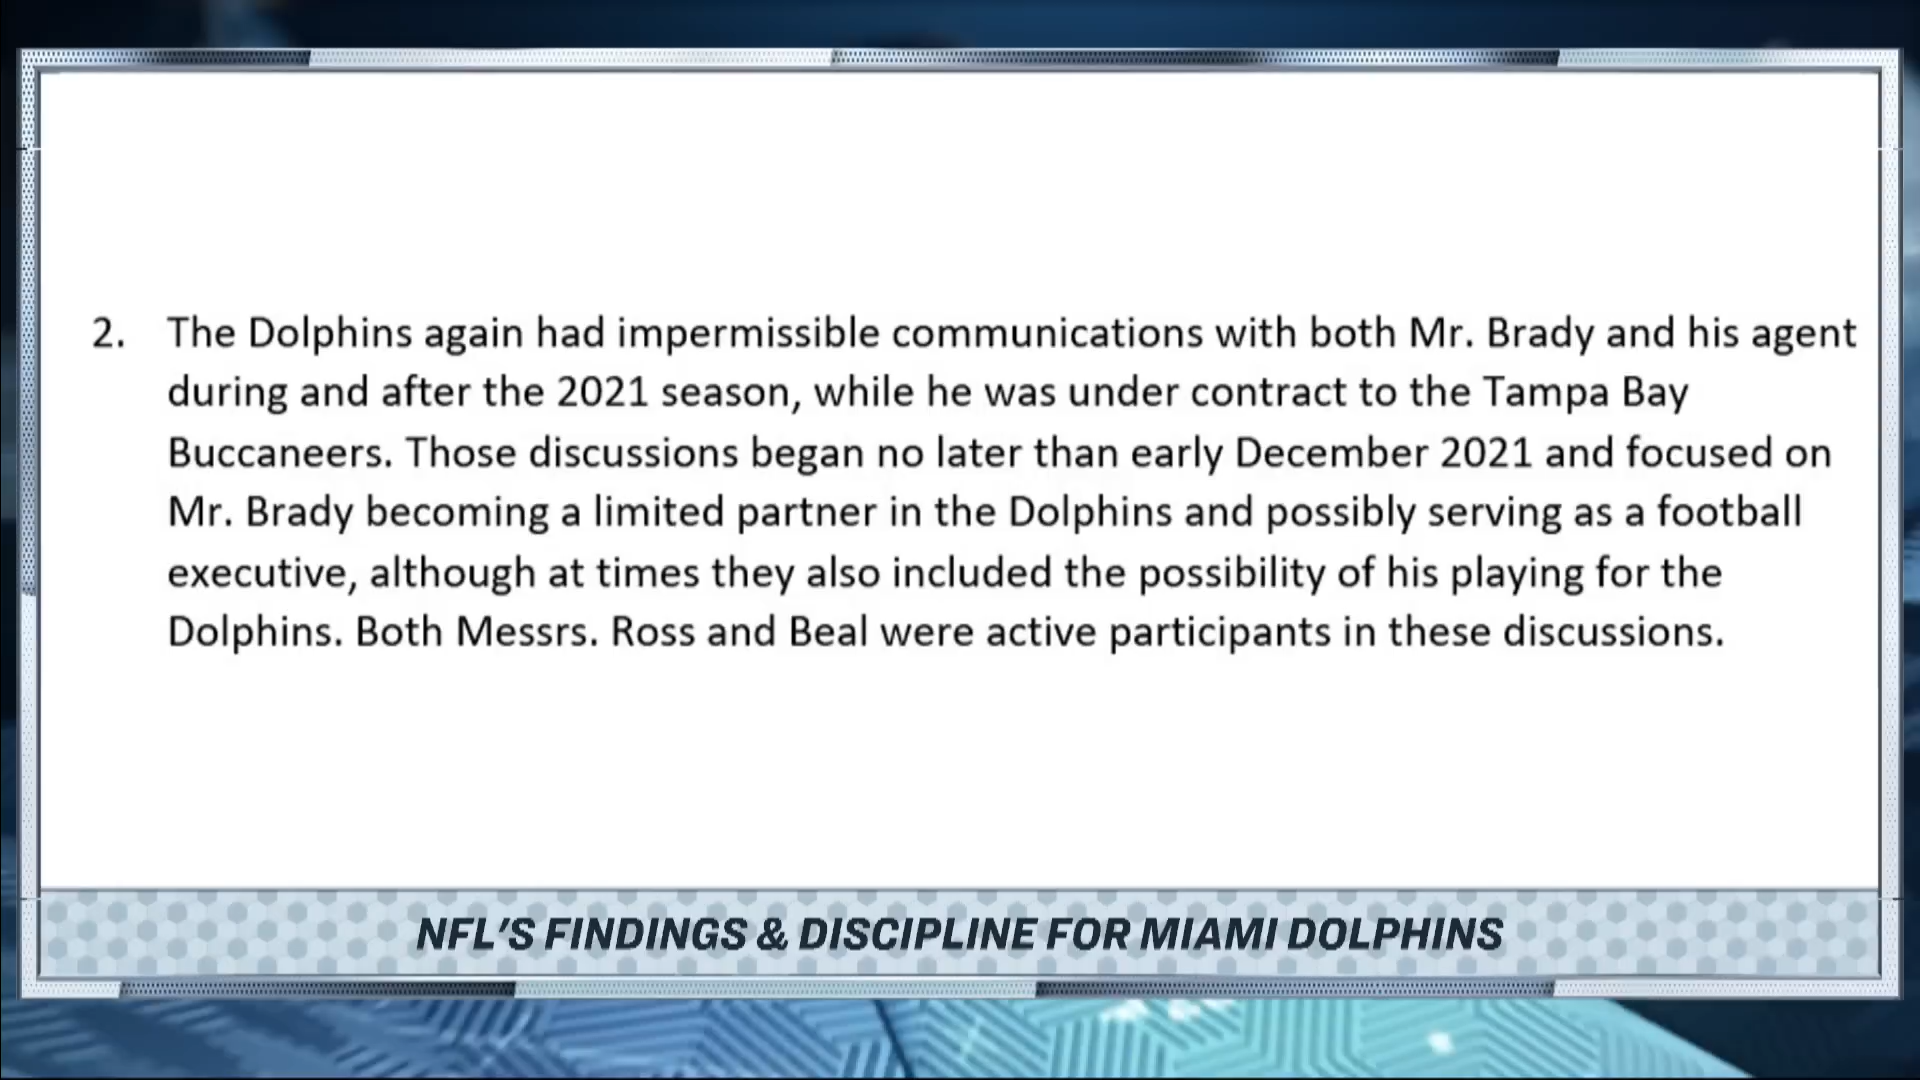 2. The Dolphins again had impermissible communications with both Mr. Brady and his agent
during and after the 2021 season, while he was under contract to the Tampa Bay
Buccaneers. Those discussions began no later than early December 2021 and focused on
Mr. Brady becoming a limited partner in the Dolphins and possibly serving as a football
executive, although at times they also included the possibility of his playing for the
Dolphins. Both Messrs. Ross and Beal were active participants in these discussions.
NFL'S FINDINGS & DISCIPLINE FOR MIAMI DOLPHINS